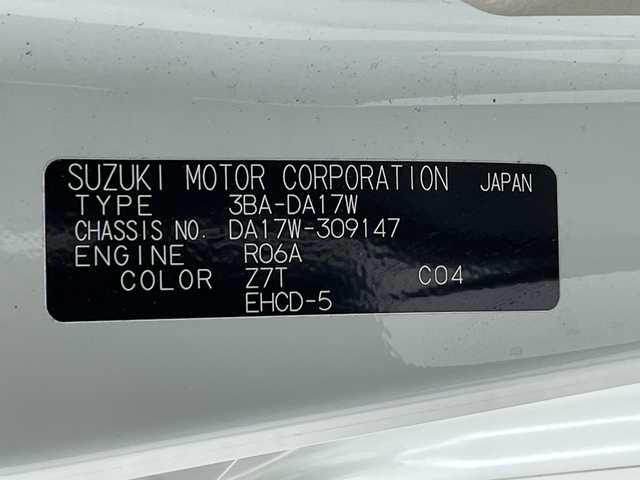 SUZUKI MOTOR CORPORATION JAPAN
TYPE 3BA-DA17W
CHASSIS NO. DA17W-309147
ENGINE R06A
COLOR Z7T C04
EHCD-5